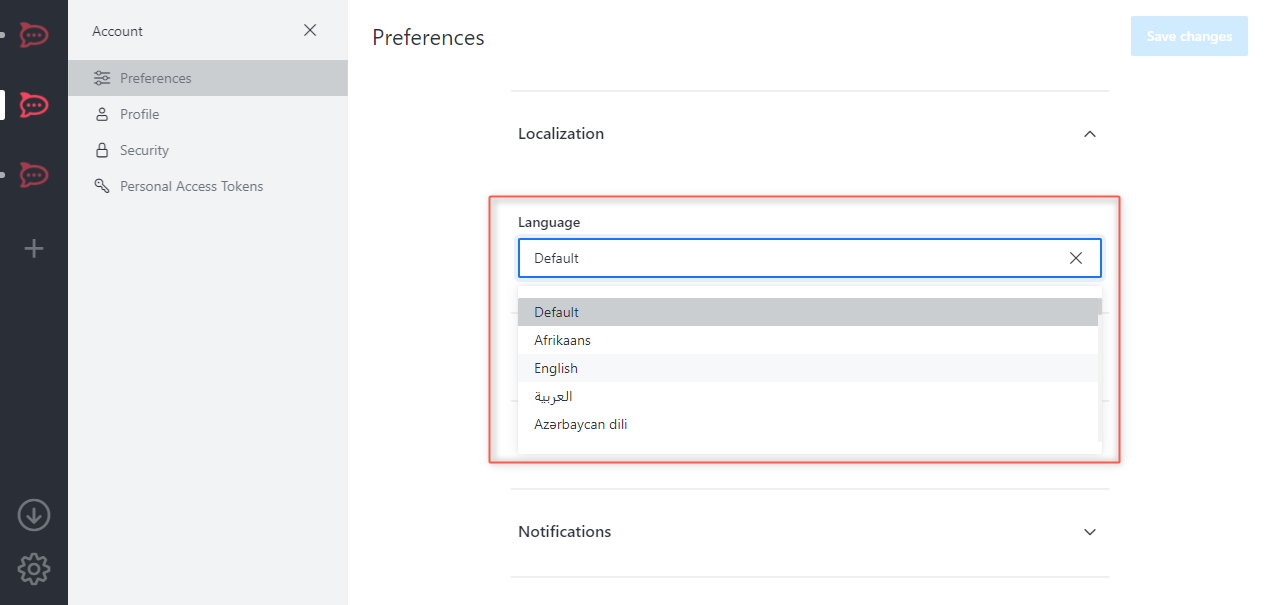 Account
Preferences
Profile
Security
Personal Access Tokens
Preferences
Save changes
Localization
Language
Default
Default
Afrikaans
English
العربية
Azərbaycan dili
Notifications